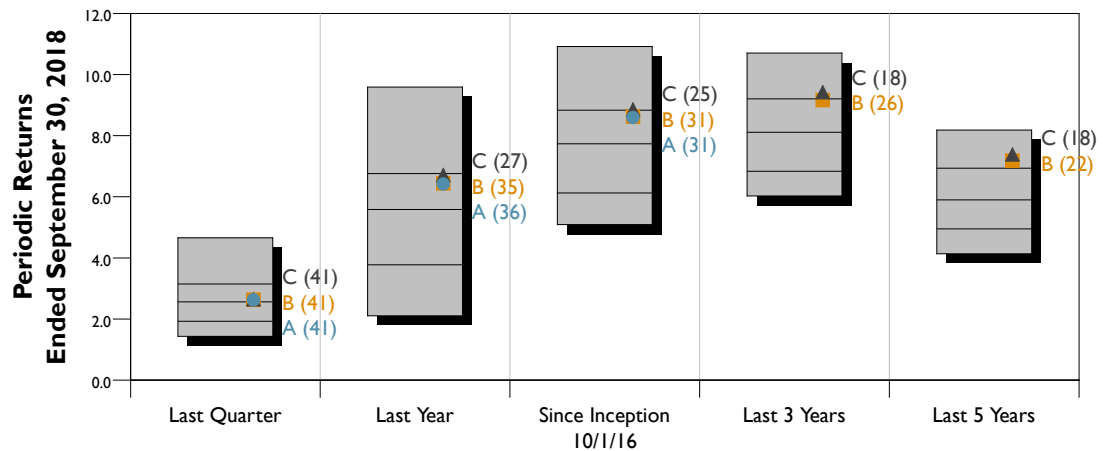 Periodic Returns
Ended September 30, 2018
12.0
10.0
8.0
6.0
4.0
2.0
0.0
C (41)
B (41)
A (41)
C (27)
B (35)
A (36)
C (25)
B (31)
A (31)
C (18)
B (26)
C (18)
B (22)
Last Quarter
Last Year
Since Inception
10/1/16
Last 3 Years
Last 5 Years